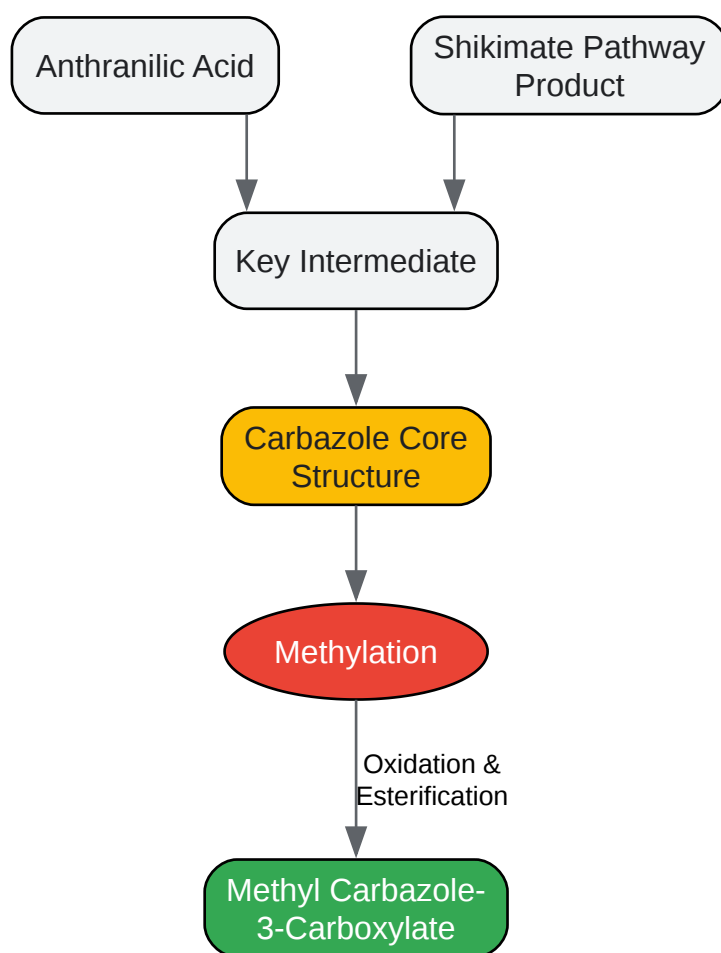 Anthranilic Acid
Shikimate Pathway
Product
Key Intermediate
Carbazole Core
Structure
Methylation
Oxidation &
Esterification
Methyl Carbazole-
3-Carboxylate